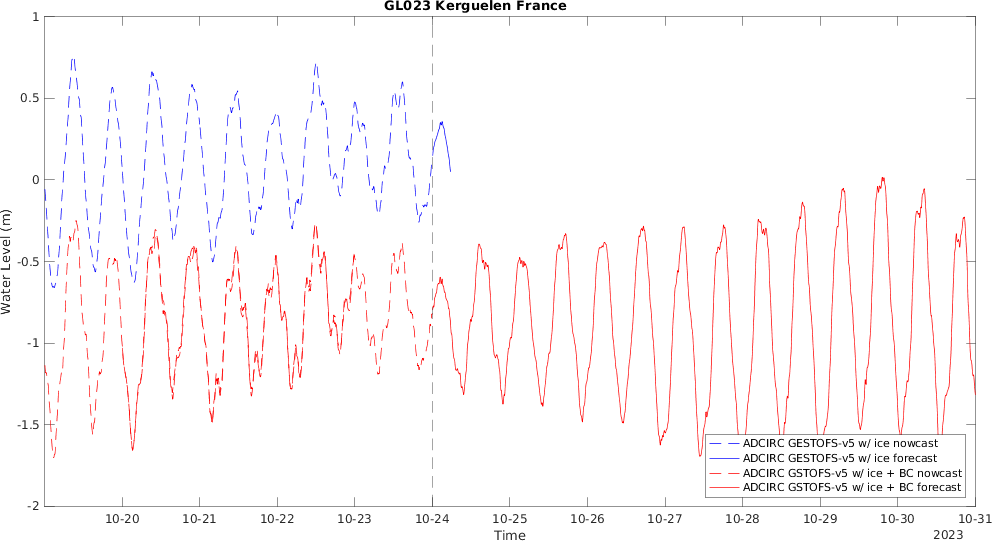 GL023 Kerguelen France
1
0.5
0
-0.5
-1
-1.5
-2
Water Level (m)
10-20 10-21 10-22 10-23 10-24 10-25 10-26 10-27 10-28 10-29 10-30 10-31
Time
2023
ADCIRC GESTOFS-v5 w/ ice nowcast
ADCIRC GESTOFS-v5 w/ ice forecast
ADCIRC GSTOFS-v5 w/ ice + BC nowcast
ADCIRC GSTOFS-v5 w/ ice + BC forecast